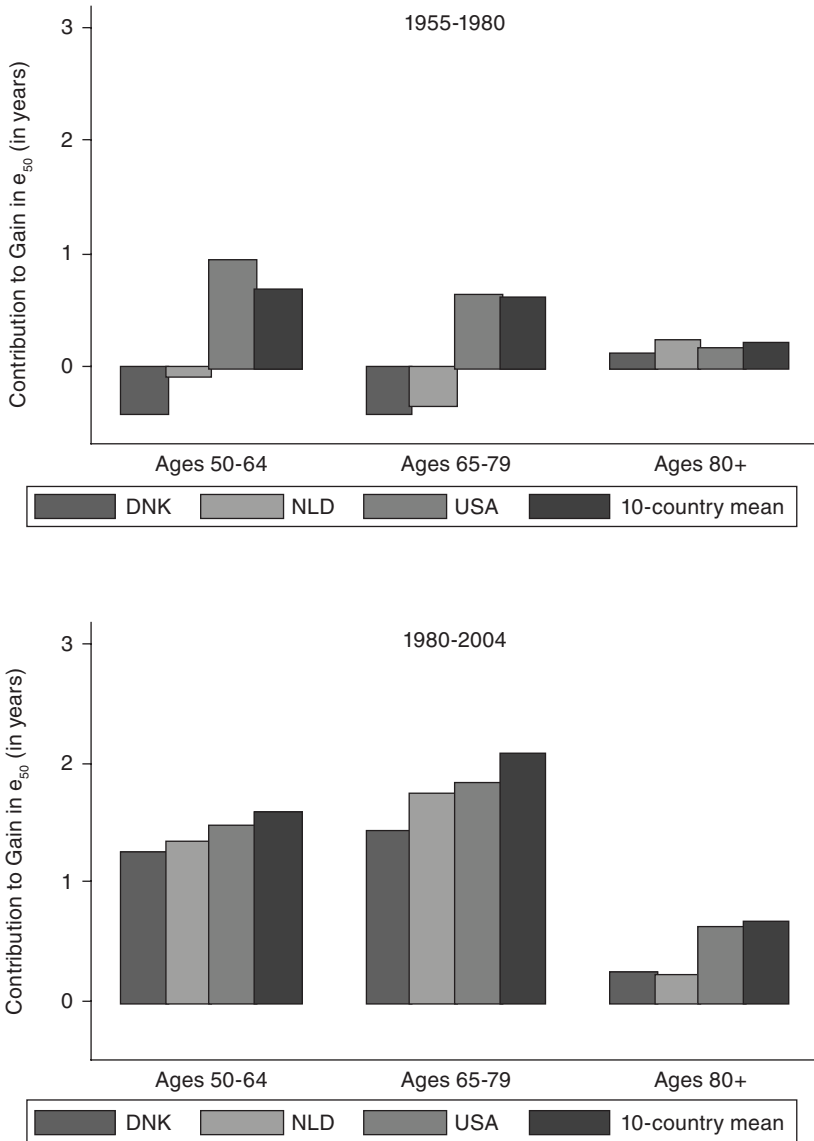 1955-1980
Contribution to Gain in e50 (in years)
3
2
1
0
Ages 50-64 Ages 65-79 Ages 80+
DNK NLD USA 10-country mean
1980-2004
Contribution to Gain in e50 (in years)
3
2
1
0
Ages 50-64 Ages 65-79 Ages 80+
DNK NLD USA 10-country mean